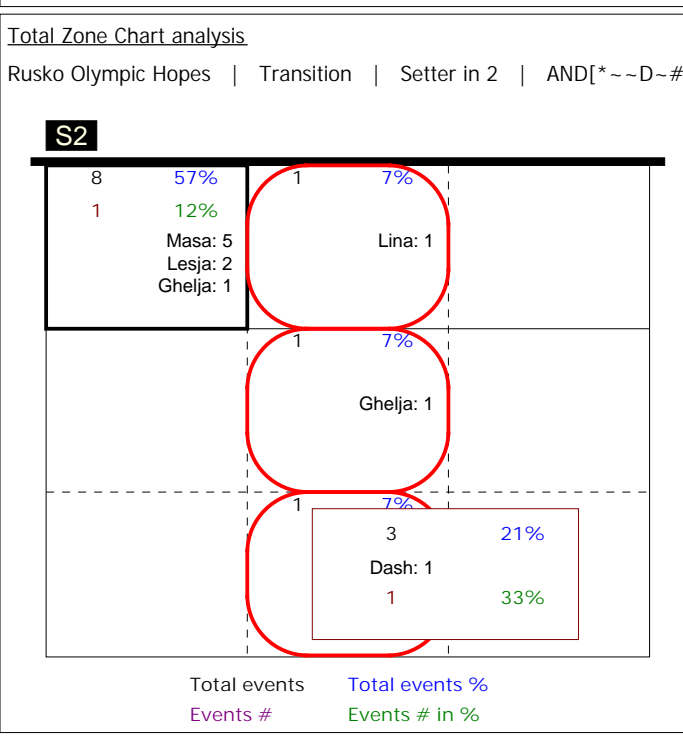 Total Zone Chart analysis
Rusko Olympic Hopes | Transition | Setter in 2 | AND[*~~D~#
S2
8 57% 1 7%
1 12%
Masa: 5 Lina: 1
Lesja: 2
Ghelja: 1
1 7%
Ghelja: 1
1 7%
3 21%
Dash: 1
1 33%
Total events Total events %
Events # Events # in %